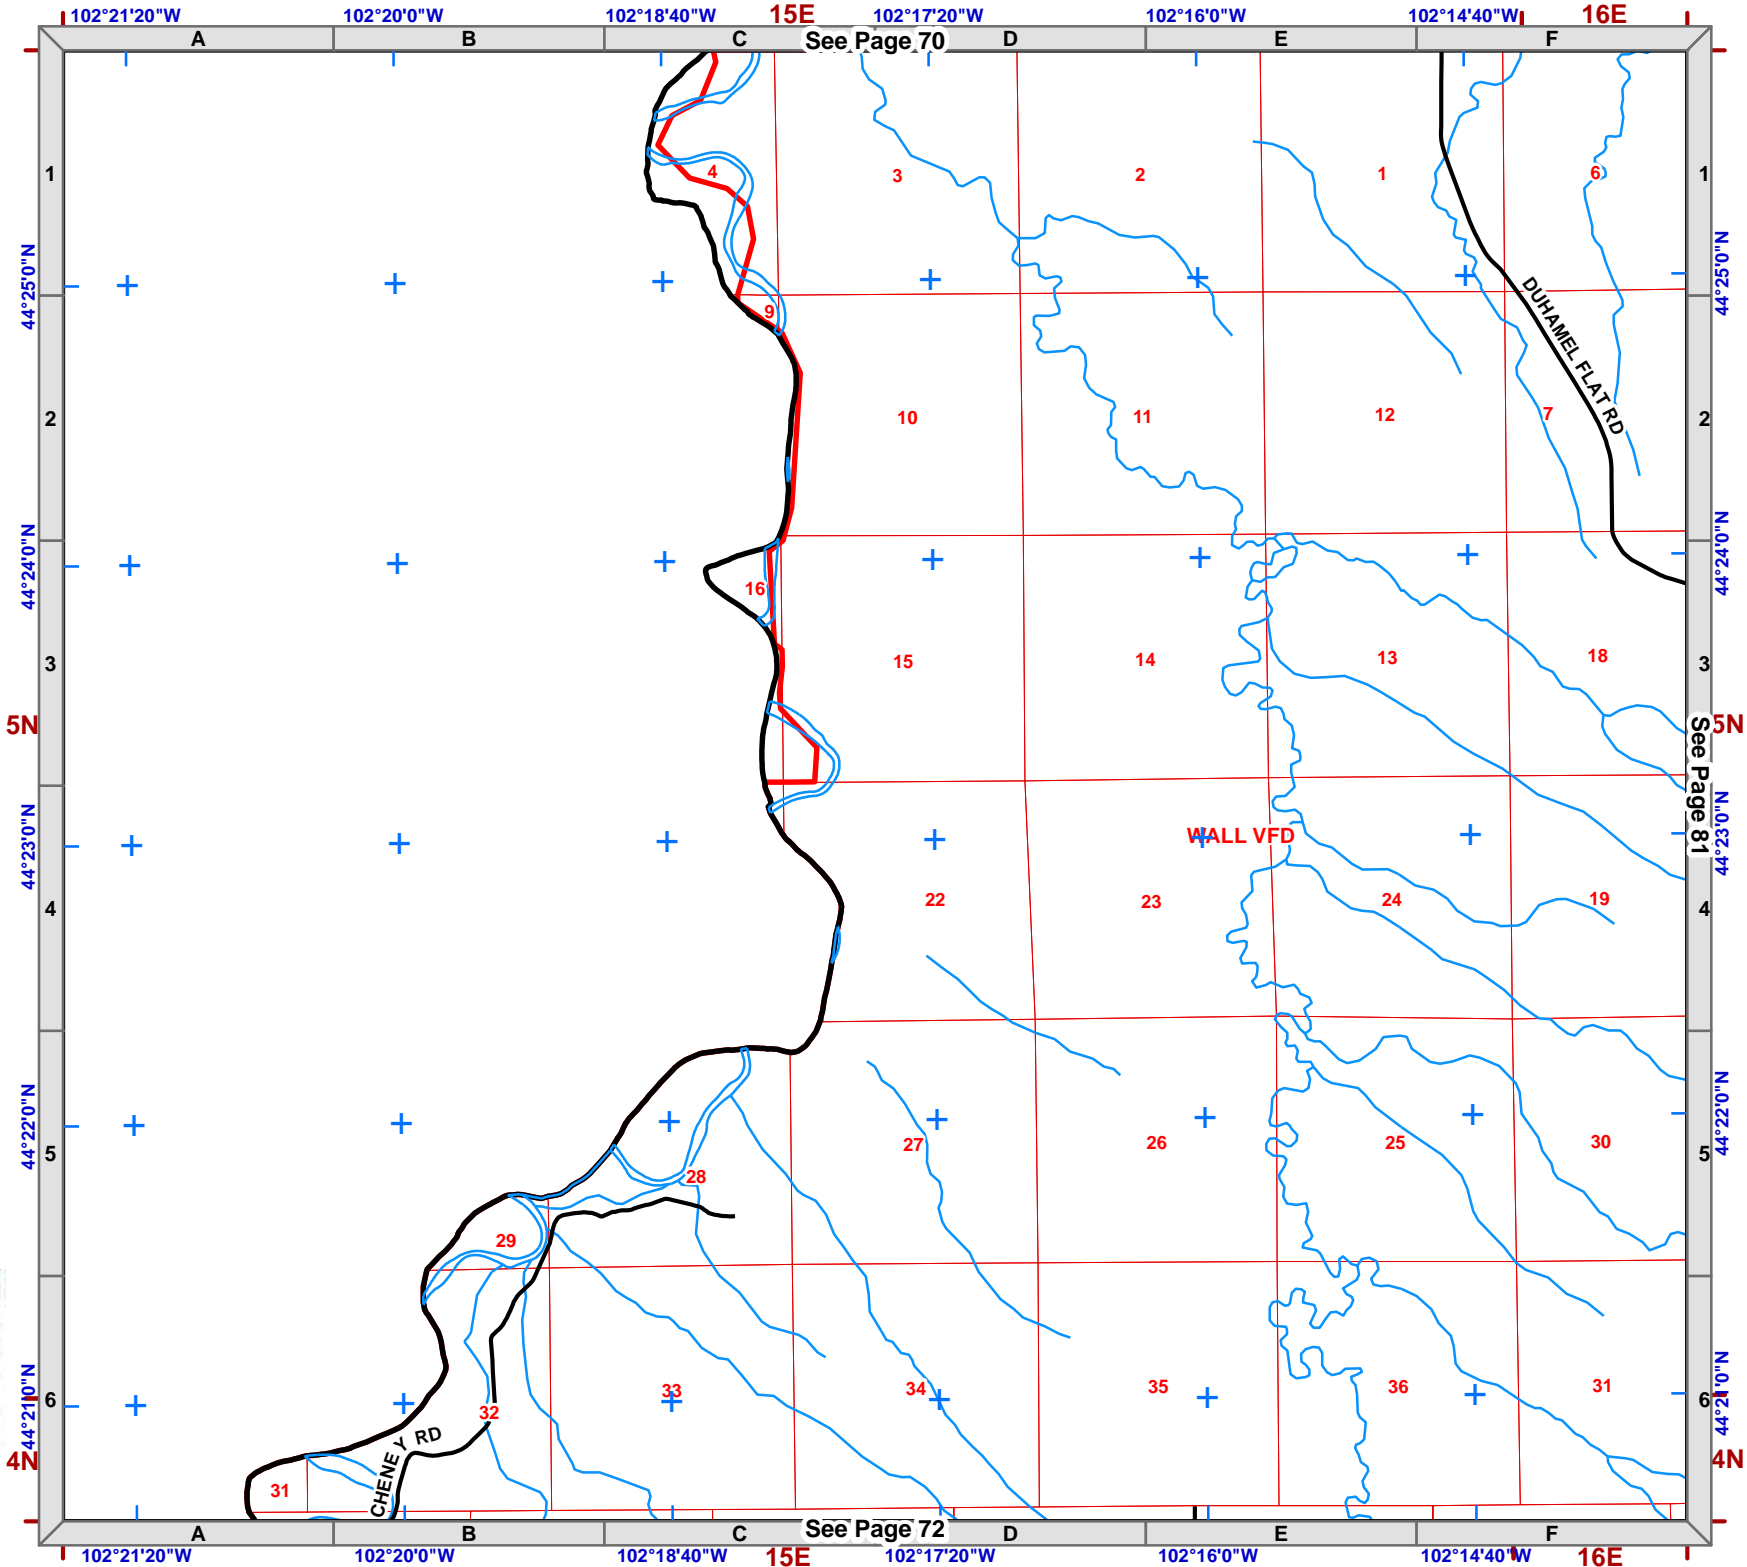 102°21'20"W 102°20'0"W 102°18'40"W 15E 102°17'20"W 102°16'0"W 102°14'40"W 16E
A B C See Page 70 D E F
1 4 3 2 1 6 1
44°25'0"N 44°25'0"N
9
DUHAMEL FLAT RD
2 10 11 12 7 2
44°24'0"N 44°24'0"N
16
3 15 14 13 18 3
5N 5N
See Page 81
44°23'0"N WALL VFD 44°23'0"N
4 22 23 24 19 4
44°22'0"N 44°22'0"N
5 28 27 26 25 30 5
29
44°21'0"N 44°21'0"N
6 32 33 34 35 36 31 6
CHENEY RD
4N 4N
31
A B C See Page 72 D E F
102°21'20"W 102°20'0"W 102°18'40"W 15E 102°17'20"W 102°16'0"W 102°14'40"W 16E